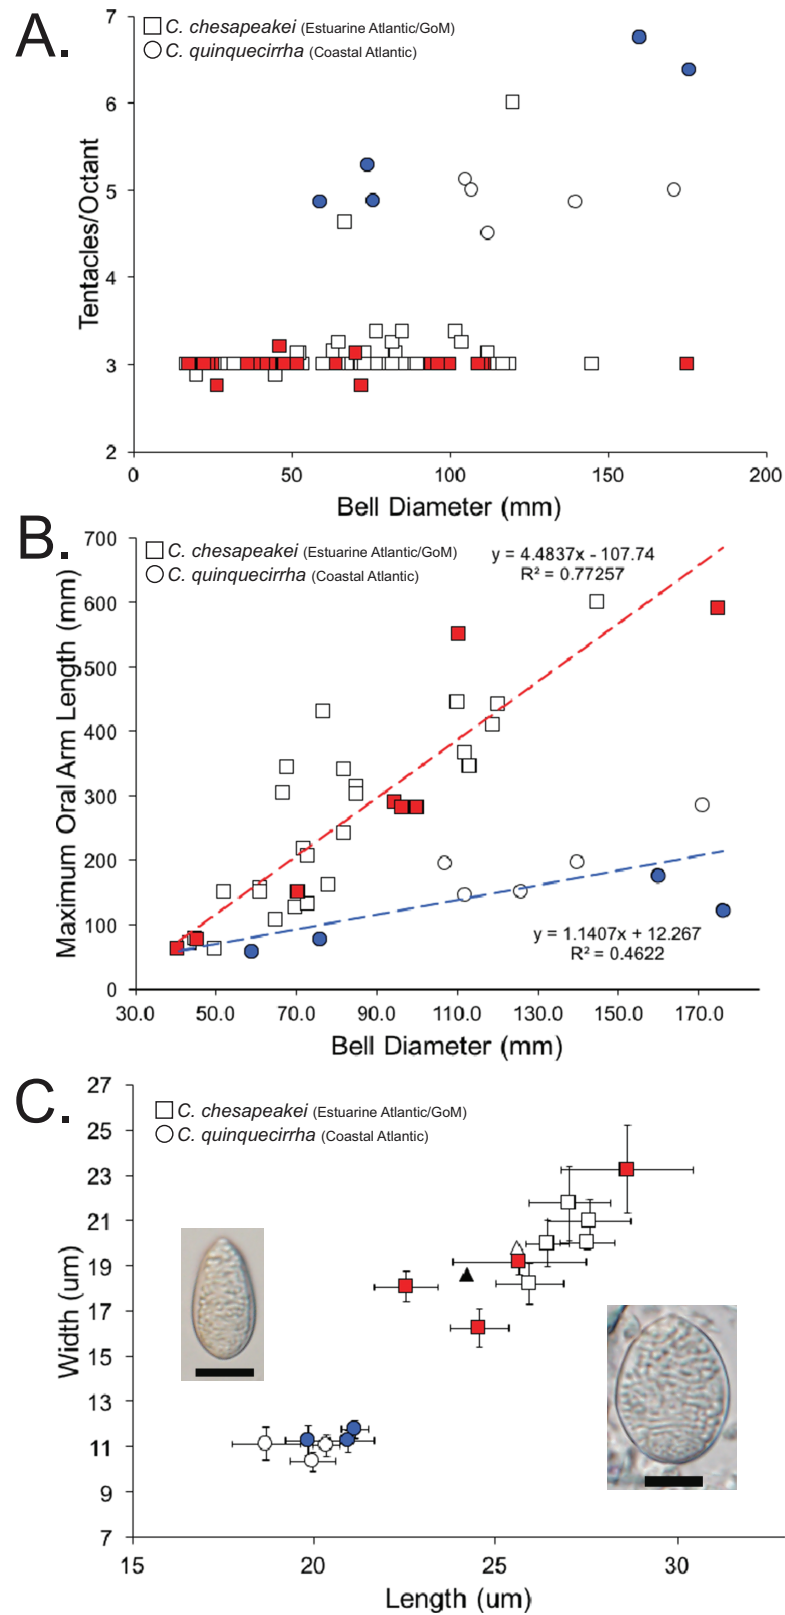 A.
C. chesapeakei (Estuarine Atlantic/GoM)
C. quinquecirrha (Coastal Atlantic)
7
6
5
4
3
2
Tentacles/Octant
0
50
100
150
200
Bell Diameter (mm)
B.
C. chesapeakei (Estuarine Atlantic/GoM)
C. quinquecirrha (Coastal Atlantic)
y = 4.4837x - 107.74
R² = 0.77257
700
600
500
400
300
200
100
0
Maximum Oral Arm Length (mm)
y = 1.1407x + 12.267
R² = 0.4622
30.0
50.0
70.0
90.0
110.0
130.0
150.0
170.0
Bell Diameter (mm)
C.
C. chesapeakei (Estuarine Atlantic/GoM)
C. quinquecirrha (Coastal Atlantic)
27
25
23
21
19
17
15
13
11
9
7
Width (um)
15
20
25
30
Length (um)